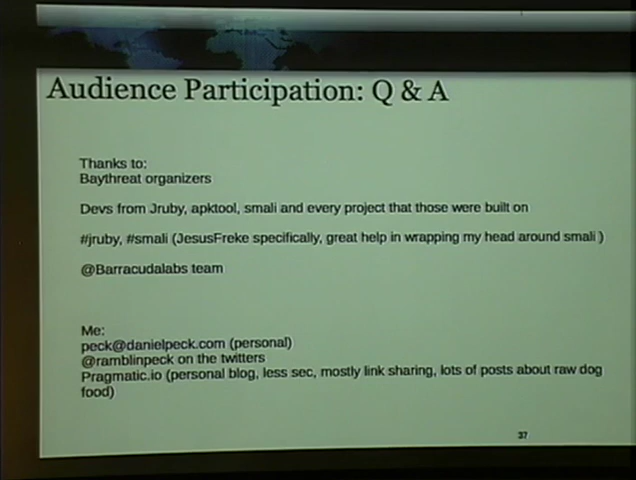 Audience Participation: Q & A
Thanks to:
Baythreat organizers
Devs from Jruby, apktool, smali and every project that those were built on
#jruby, #smali (JesusFreke specifically, great help in wrapping my head around smali )
@Barracudalabs team
Me:
peck@danielpeck.com (personal)
@ramblinpeck on the twitters
Pragmatic.io (personal blog, less sec, mostly link sharing, lots of posts about raw dog
food)
37